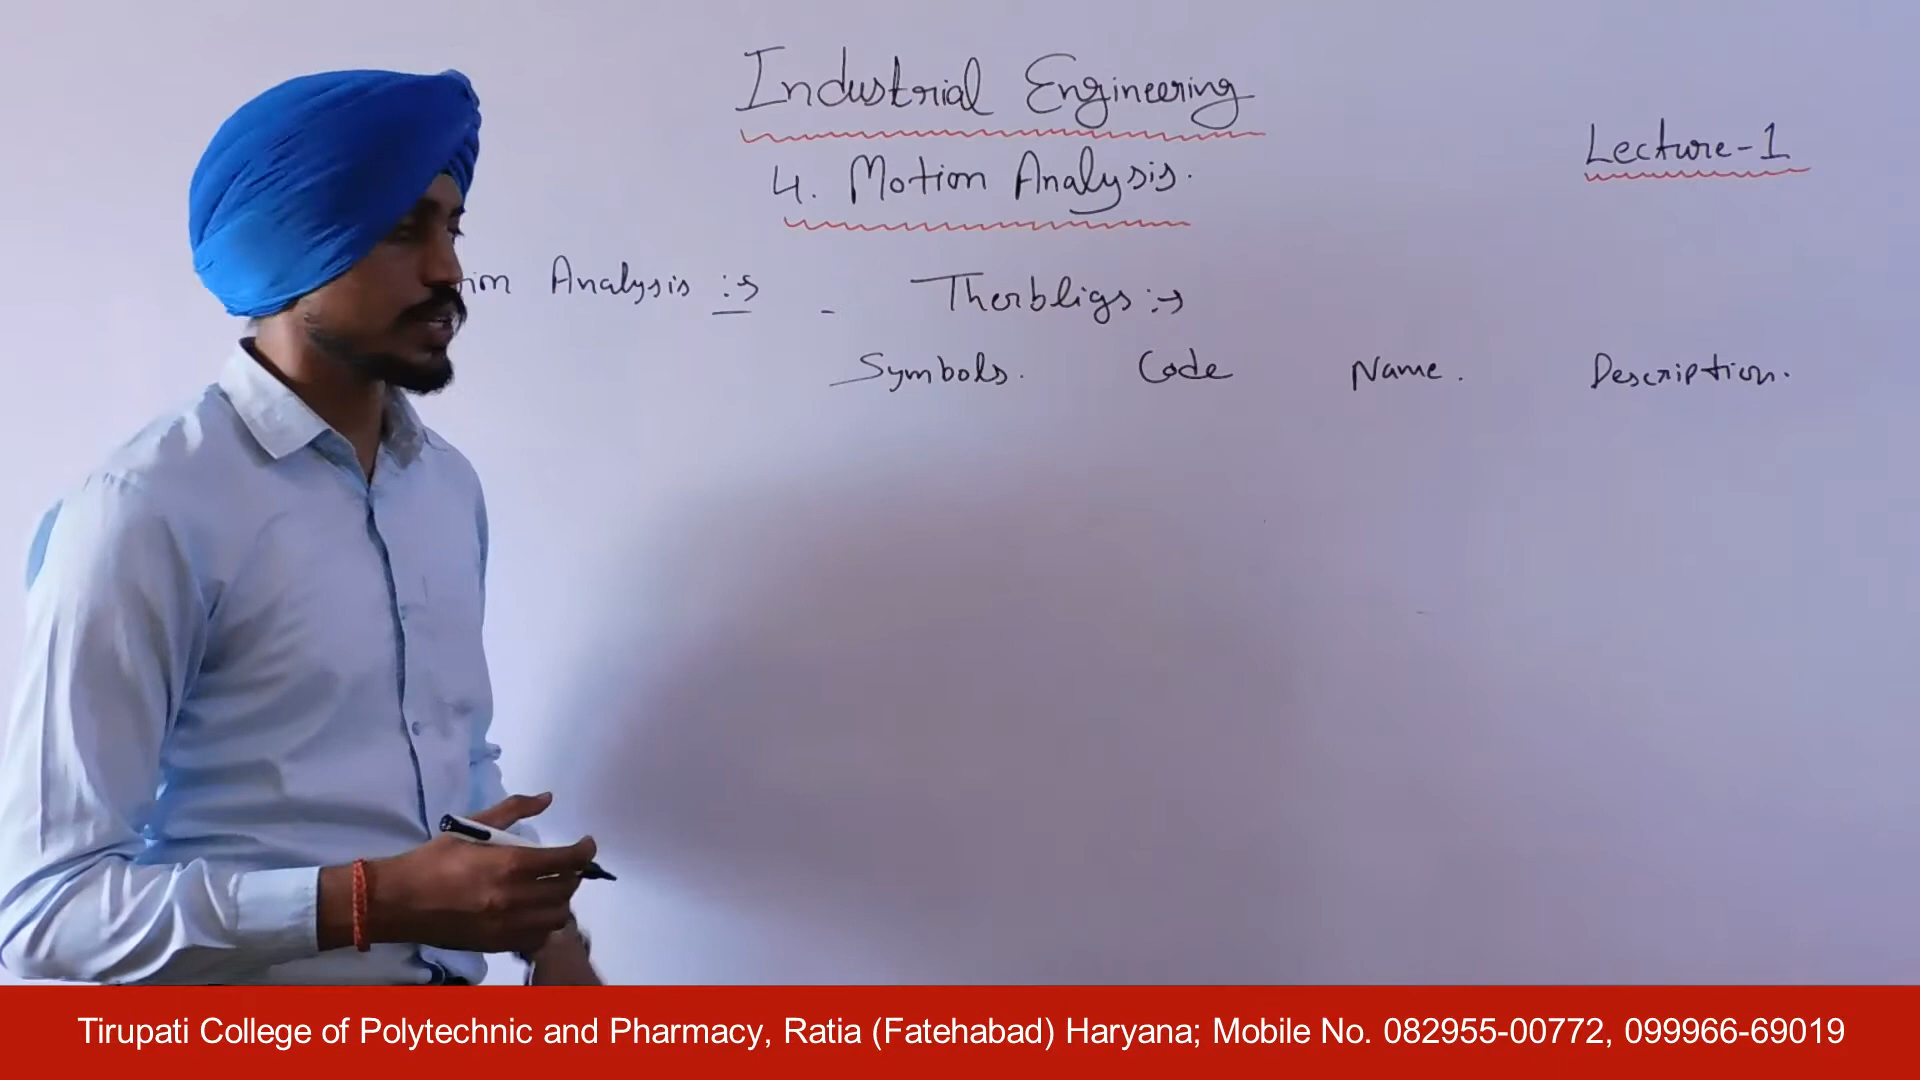 Industrial Engineering
Lecture-1
4. Motion Analysis.
ion Analysis :->
- Therbligs :->
Symbols. Code Name. Description.
Tirupati College of Polytechnic and Pharmacy, Ratia (Fatehabad) Haryana; Mobile No. 082955-00772, 099966-69019